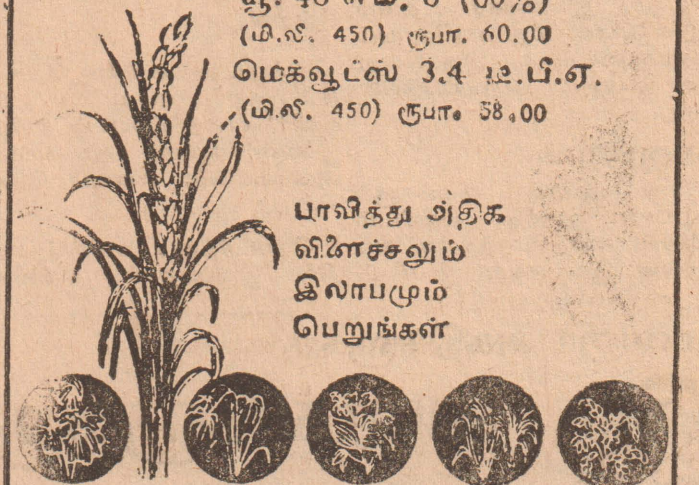 (மி.லீ. 450) ரூபா. 60.00
மெக்வூட்ஸ் 3.4 டீ.பீ.ஏ.
(மி.லீ. 450) ரூபா. 58.00
பாவித்து அதிக
விளைச்சலும்
இலாபமும்
பெறுங்கள்